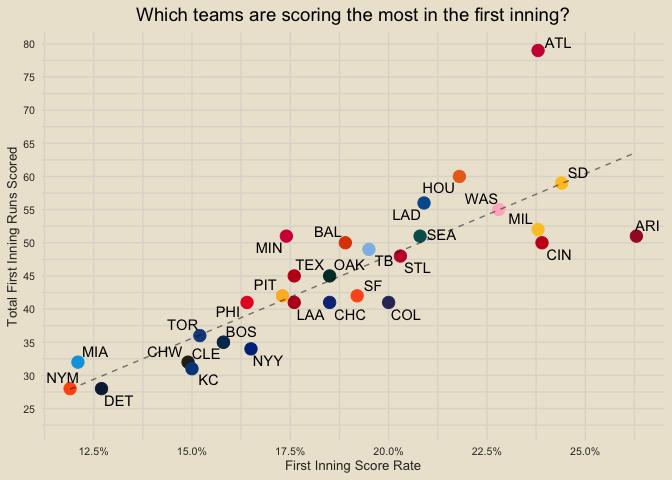 Which teams are scoring the most in the first inning?
80
75
70
65
60
55
50
45
40
35
30
25
Total First Inning Runs Scored
ATL
SD
HOU
WAS
LAD
MIL
ARI
BAL
SEA
MIN
TB
CIN
STL
TEX
OAK
PIT
SF
PHI
LAA
CHC
COL
TOR
BOS
MIA
CHW
CLE
NYY
NYM
KC
DET
12.5%
15.0%
17.5%
20.0%
22.5%
25.0%
First Inning Score Rate